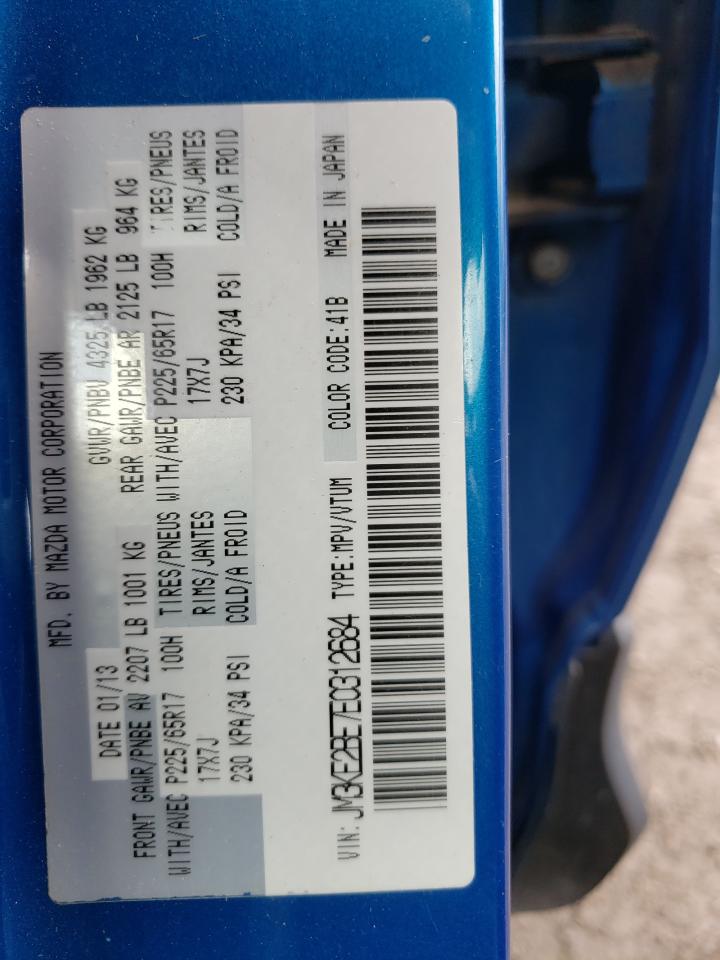 MFD. BY MAZDA MOTOR CORPORATION
DATE 01/13 GVWR/PNBV 4325 LB 1962 KG
FRONT GAWR/PNBE AV 2207 LB 1001 KG REAR GAWR/PNBE AR 2125 LB 964 KG
WITH/AVEC P225/65R17 100H TIRES/PNEUS WITH/AVEC P225/65R17 100H TIRES/PNEUS
17X7J RIMS/JANTES 17X7J RIMS/JANTES
230 KPA/34 PSI COLD/A FROID 230 KPA/34 PSI COLD/A FROID
VIN: JM3KE2BE7E0312684 TYPE:MPV/VTUM COLOR CODE:41B MADE IN JAPAN